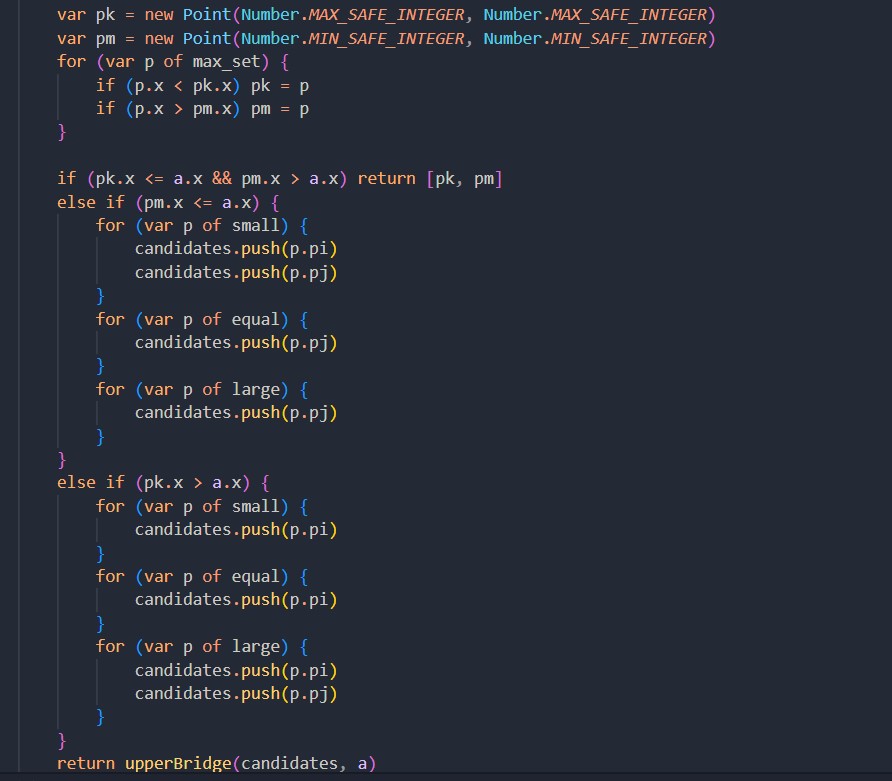 var pk = new Point(Number.MAX_SAFE_INTEGER, Number.MAX_SAFE_INTEGER)
var pm = new Point(Number.MIN_SAFE_INTEGER, Number.MIN_SAFE_INTEGER)
for (var p of max_set) {
    if (p.x < pk.x) pk = p
    if (p.x > pm.x) pm = p
}

if (pk.x <= a.x && pm.x > a.x) return [pk, pm]
else if (pm.x <= a.x) {
    for (var p of small) {
        candidates.push(p.pi)
        candidates.push(p.pj)
    }
    for (var p of equal) {
        candidates.push(p.pj)
    }
    for (var p of large) {
        candidates.push(p.pj)
    }
}
else if (pk.x > a.x) {
    for (var p of small) {
        candidates.push(p.pi)
    }
    for (var p of equal) {
        candidates.push(p.pi)
    }
    for (var p of large) {
        candidates.push(p.pi)
        candidates.push(p.pj)
    }
}
return upperBridge(candidates, a)